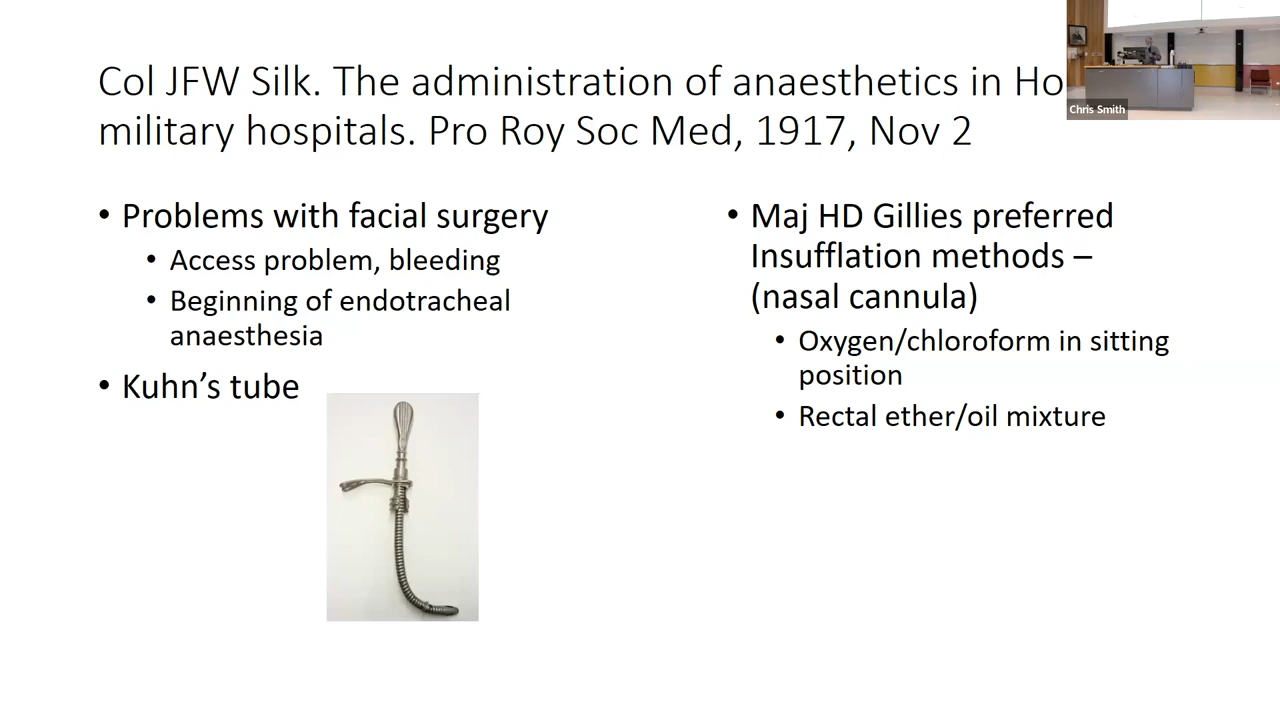 Col JFW Silk. The administration of anaesthetics in Ho
military hospitals. Pro Roy Soc Med, 1917, Nov 2
Chris Smith
• Problems with facial surgery
• Access problem, bleeding
• Beginning of endotracheal
anaesthesia
• Kuhn’s tube
• Maj HD Gillies preferred
Insufflation methods –
(nasal cannula)
• Oxygen/chloroform in sitting
position
• Rectal ether/oil mixture